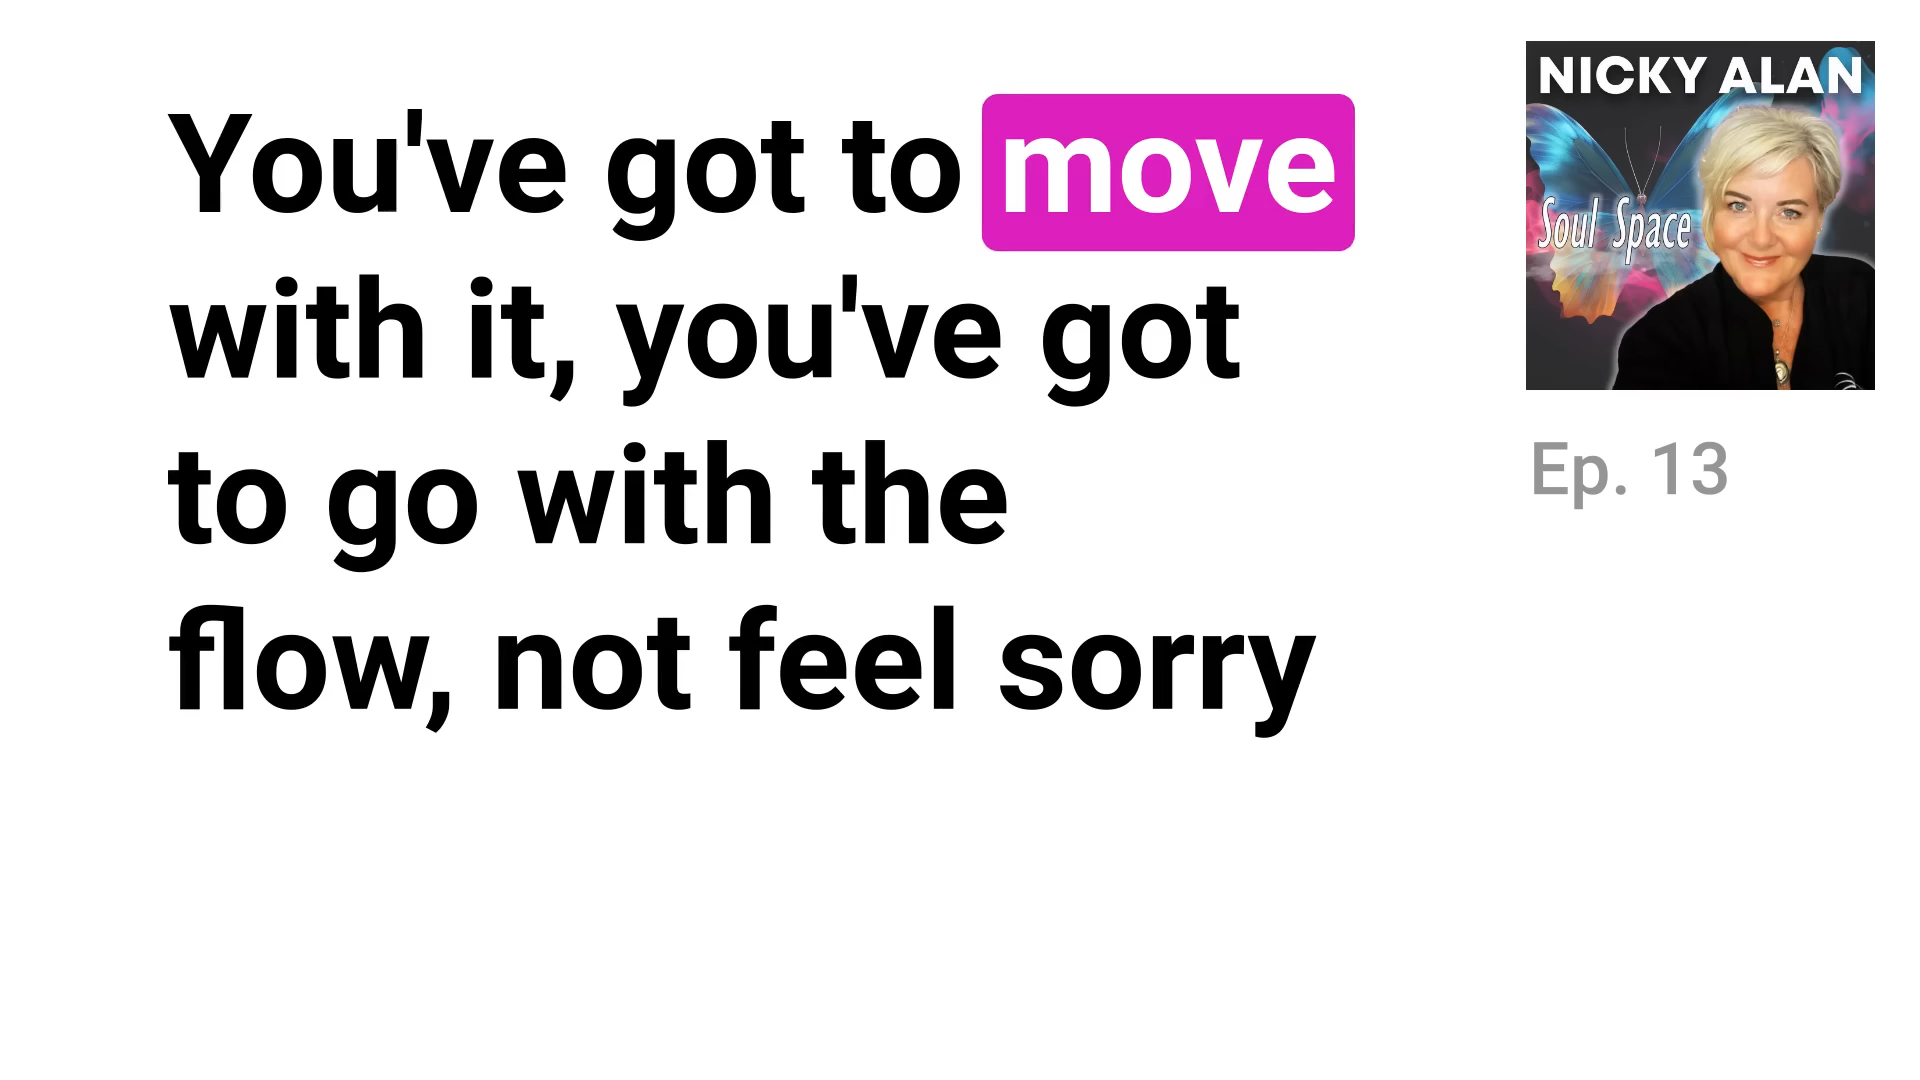 You've got to move
with it, you've got
to go with the
flow, not feel sorry
NICKY ALAN
Soul Space
Ep. 13